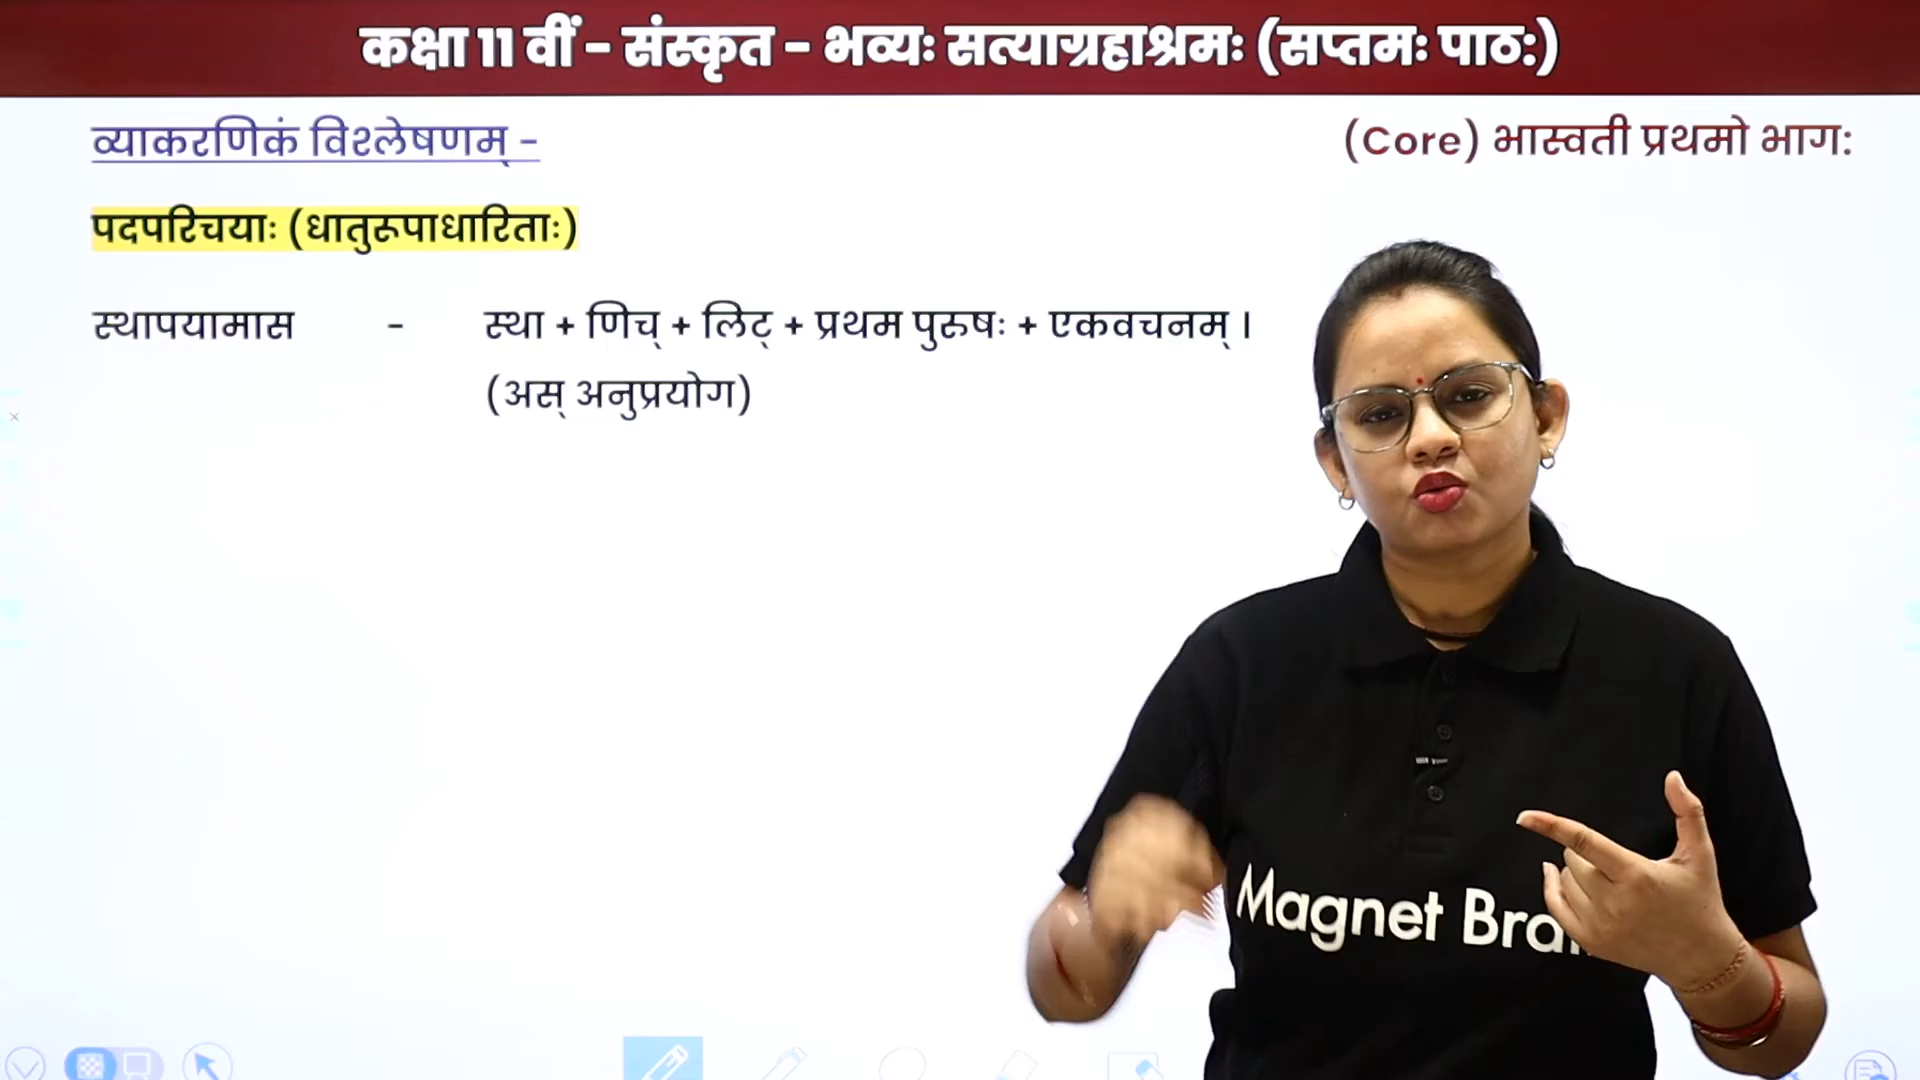 कक्षा 11 वीं – संस्कृत – भव्यः सत्याग्रहाश्रमः (सप्तमः पाठः)
व्याकरणिकं विश्लेषणम् –
(Core) भास्वती प्रथमो भागः
पदपरिचयाः (धातुरूपाधारिताः)
स्थापयामास - स्था + णिच् + लिट् + प्रथम पुरुषः + एकवचनम् ।
(अस् अनुप्रयोग)
Magnet